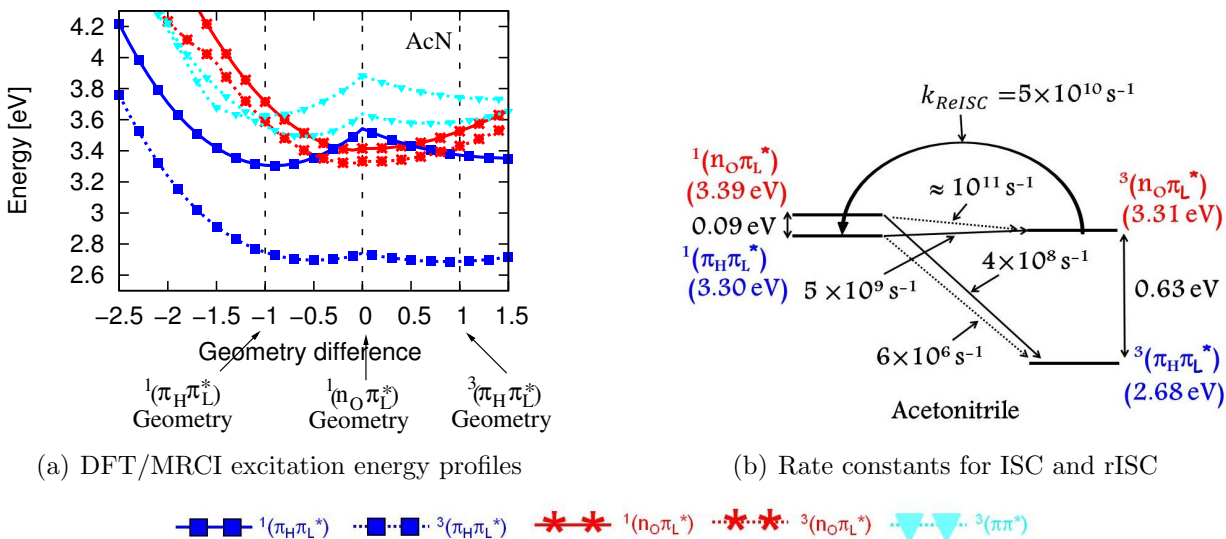 AcN
4.2
4
3.8
3.6
3.4
3.2
3
2.8
2.6
Energy [eV]
−2.5 −2 −1.5 −1 −0.5 0 0.5 1 1.5
Geometry difference
¹(πHπL*) Geometry
¹(nOπL*) Geometry
³(πHπL*) Geometry
(a) DFT/MRCI excitation energy profiles
kReISC = 5×10¹⁰ s⁻¹
¹(nOπL*)
(3.39 eV)
≈ 10¹¹ s⁻¹
³(nOπL*)
(3.31 eV)
0.09 eV
¹(πHπL*)
(3.30 eV)
5 ×10⁹ s⁻¹
4×10⁸ s⁻¹
0.63 eV
6×10⁶ s⁻¹
³(πHπL*)
(2.68 eV)
Acetonitrile
(b) Rate constants for ISC and rISC
¹(πHπL*) ³(πHπL*) ¹(nOπL*) ³(nOπL*) ³(ππ*)